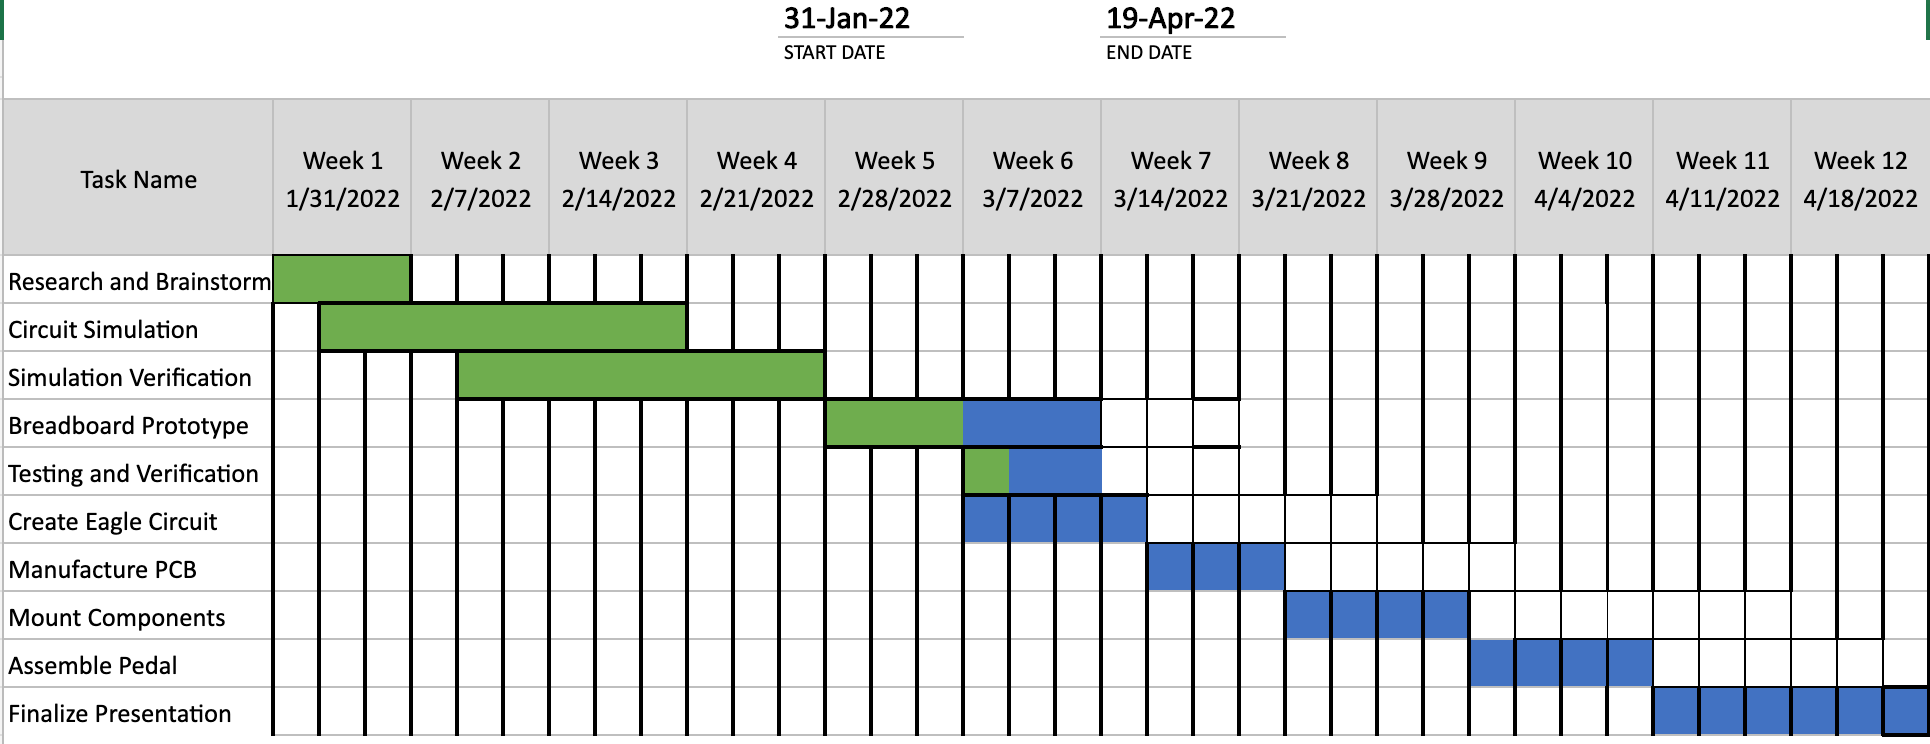 31-Jan-22 19-Apr-22
START DATE END DATE
Task Name
Week 1 Week 2 Week 3 Week 4 Week 5 Week 6 Week 7 Week 8 Week 9 Week 10 Week 11 Week 12
1/31/2022 2/7/2022 2/14/2022 2/21/2022 2/28/2022 3/7/2022 3/14/2022 3/21/2022 3/28/2022 4/4/2022 4/11/2022 4/18/2022
Research and Brainstorm
Circuit Simulation
Simulation Verification
Breadboard Prototype
Testing and Verification
Create Eagle Circuit
Manufacture PCB
Mount Components
Assemble Pedal
Finalize Presentation